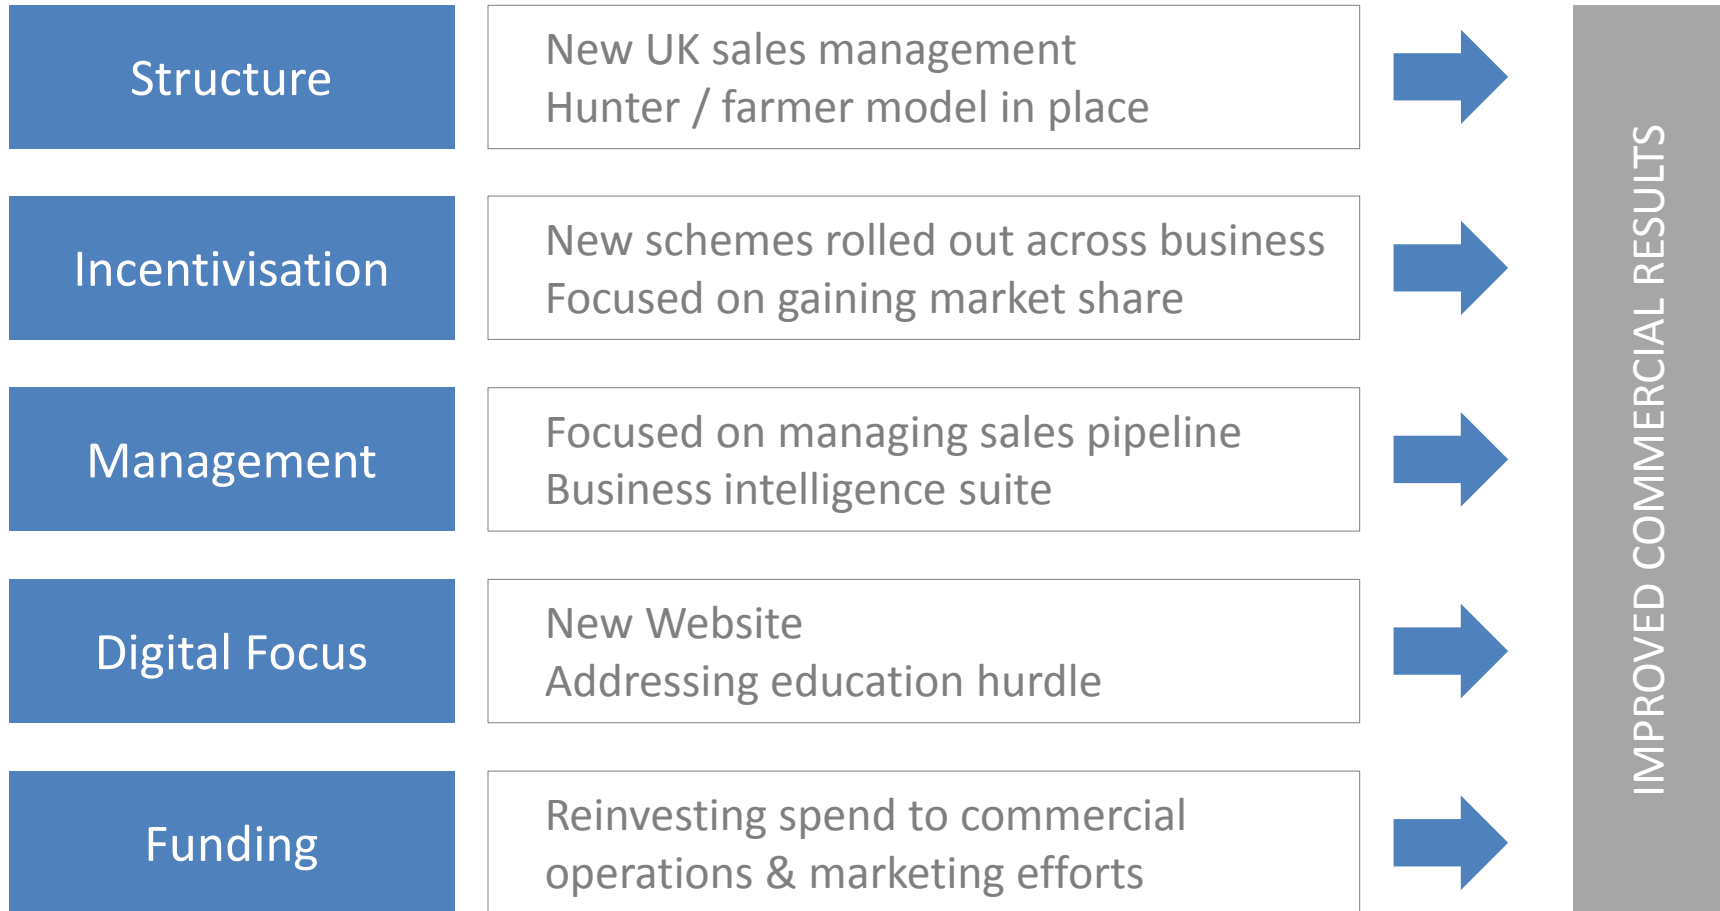 Structure
New UK sales management
Hunter / farmer model in place
Incentivisation
New schemes rolled out across business
Focused on gaining market share
Management
Focused on managing sales pipeline
Business intelligence suite
Digital Focus
New Website
Addressing education hurdle
Funding
Reinvesting spend to commercial
operations & marketing efforts
IMPROVED COMMERCIAL RESULTS